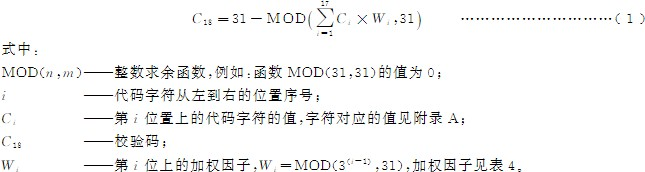 C₁₈ = 31 − MOD(∑ᵢ₌₁¹⁷ Cᵢ × Wᵢ, 31) …………………………( 1 )
式中:
MOD(n,m)——整数求余函数,例如:函数 MOD(31,31)的值为 0;
i ——代码字符从左到右的位置序号;
Cᵢ ——第 i 位置上的代码字符的值,字符对应的值见附录 A;
C₁₈ ——校验码;
Wᵢ ——第 i 位上的加权因子,Wᵢ=MOD(3⁽ⁱ⁻¹⁾,31),加权因子见表 4。